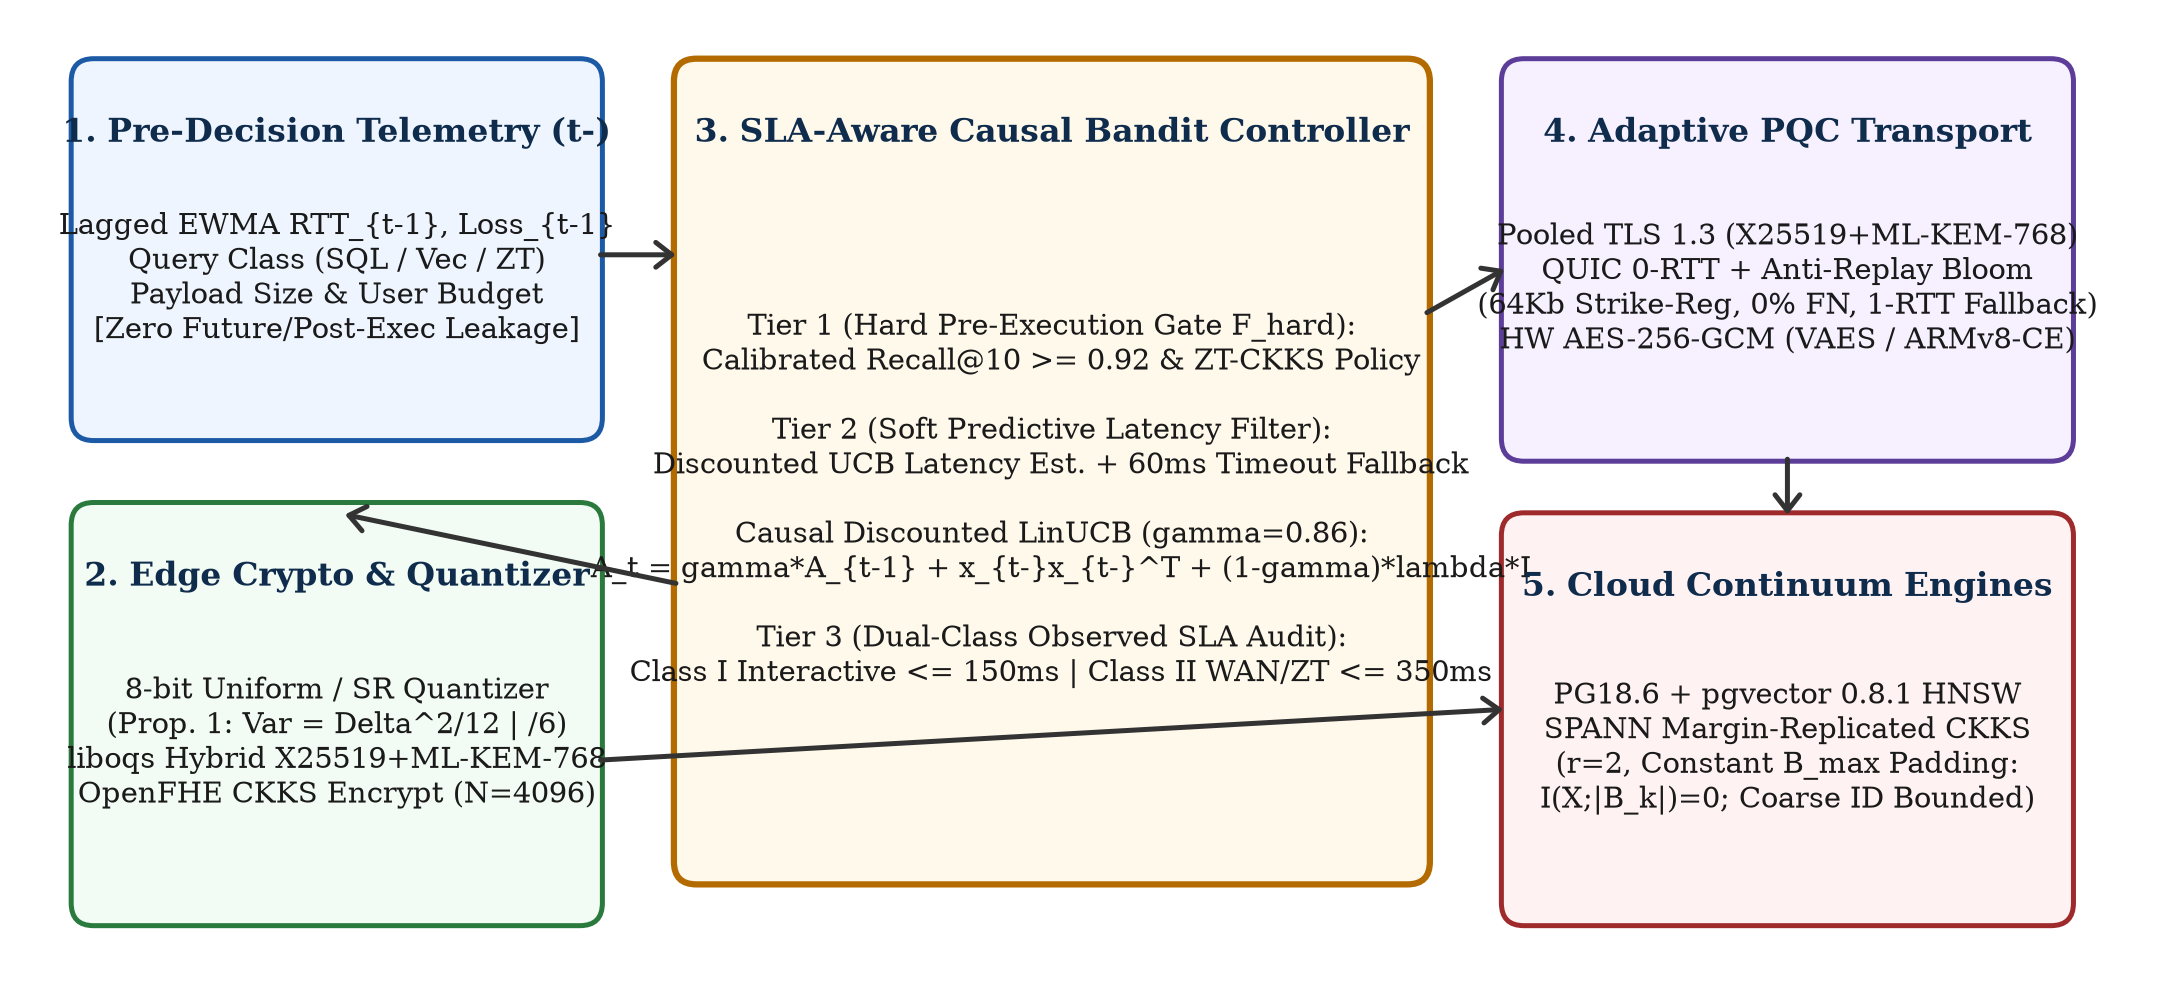 1. Pre-Decision Telemetry (t-)
Lagged EWMA RTT_{t-1}, Loss_{t-1}
Query Class (SQL / Vec / ZT)
Payload Size & User Budget
[Zero Future/Post-Exec Leakage]
2. Edge Crypto & Quantizer
8-bit Uniform / SR Quantizer
(Prop. 1: Var = Delta^2/12 | /6)
liboqs Hybrid X25519+ML-KEM-768
OpenFHE CKKS Encrypt (N=4096)
3. SLA-Aware Causal Bandit Controller
Tier 1 (Hard Pre-Execution Gate F_hard):
Calibrated Recall@10 >= 0.92 & ZT-CKKS Policy
Tier 2 (Soft Predictive Latency Filter):
Discounted UCB Latency Est. + 60ms Timeout Fallback
Causal Discounted LinUCB (gamma=0.86):
A_t = gamma*A_{t-1} + x_{t-}x_{t-}^T + (1-gamma)*lambda*I
Tier 3 (Dual-Class Observed SLA Audit):
Class I Interactive <= 150ms | Class II WAN/ZT <= 350ms
4. Adaptive PQC Transport
Pooled TLS 1.3 (X25519+ML-KEM-768)
QUIC 0-RTT + Anti-Replay Bloom
(64Kb Strike-Reg, 0% FN, 1-RTT Fallback)
HW AES-256-GCM (VAES / ARMv8-CE)
5. Cloud Continuum Engines
PG18.6 + pgvector 0.8.1 HNSW
SPANN Margin-Replicated CKKS
(r=2, Constant B_max Padding:
I(X;|B_k|)=0; Coarse ID Bounded)